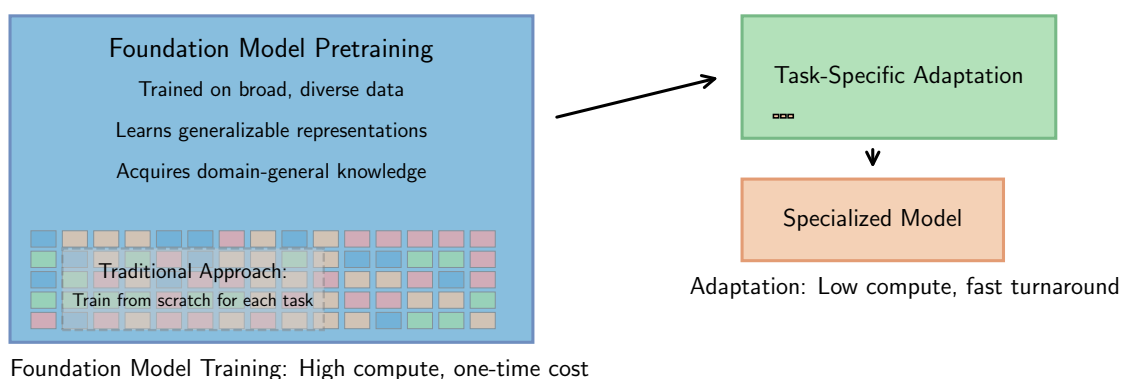 Foundation Model Pretraining
Trained on broad, diverse data
Learns generalizable representations
Acquires domain-general knowledge
Traditional Approach:
Train from scratch for each task
Foundation Model Training: High compute, one-time cost
Task-Specific Adaptation
Specialized Model
Adaptation: Low compute, fast turnaround